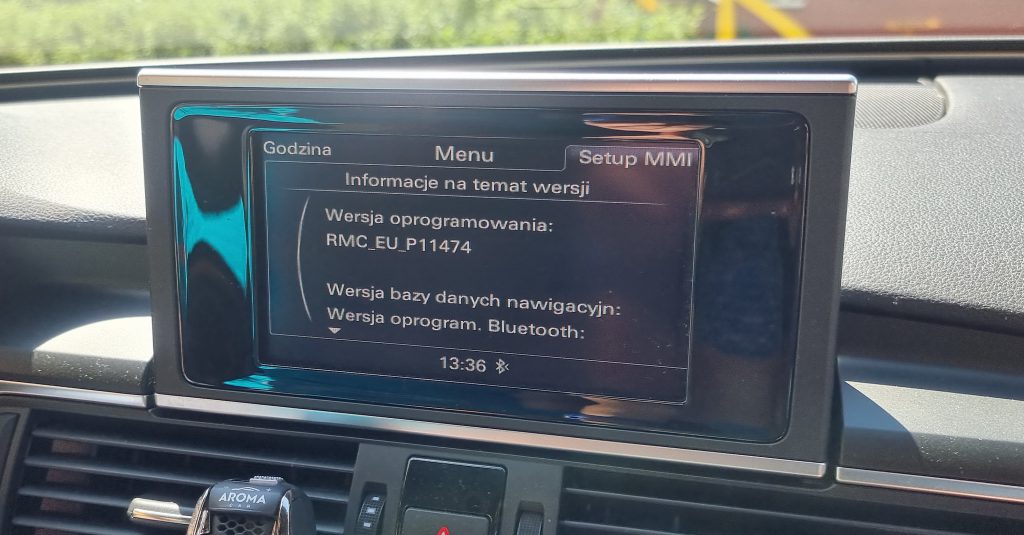 Godzina
Menu
Setup MMI
Informacje na temat wersji
Wersja oprogramowania:
RMC_EU_P11474
Wersja bazy danych nawigacyjn:
Wersja oprogram. Bluetooth:
13:36
AROMA
CAR